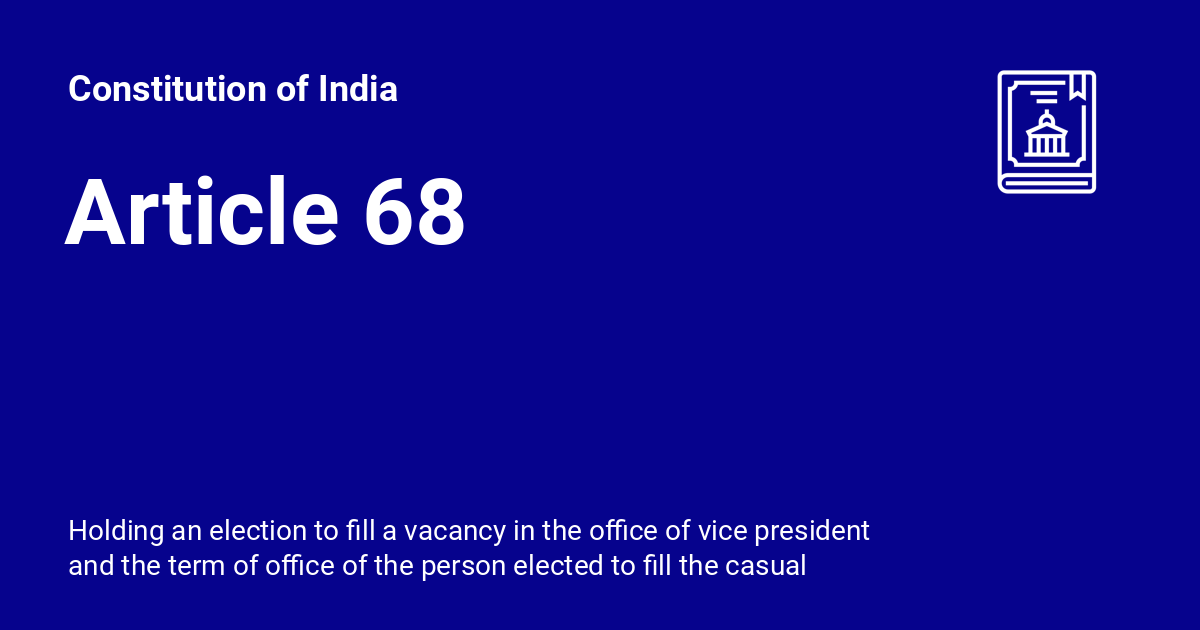 Constitution of India
Article 68
Holding an election to fill a vacancy in the office of vice president
and the term of office of the person elected to fill the casual